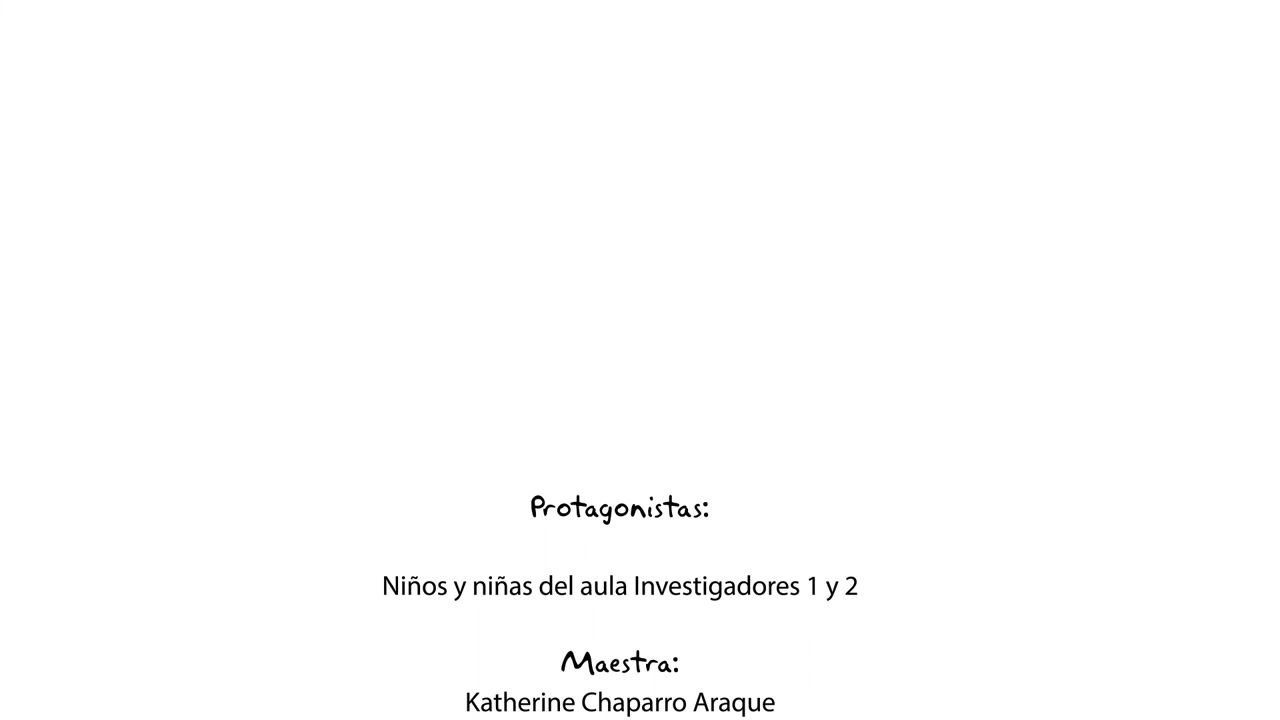 Protagonistas:
Niños y niñas del aula Investigadores 1 y 2
Maestra:
Katherine Chaparro Araque